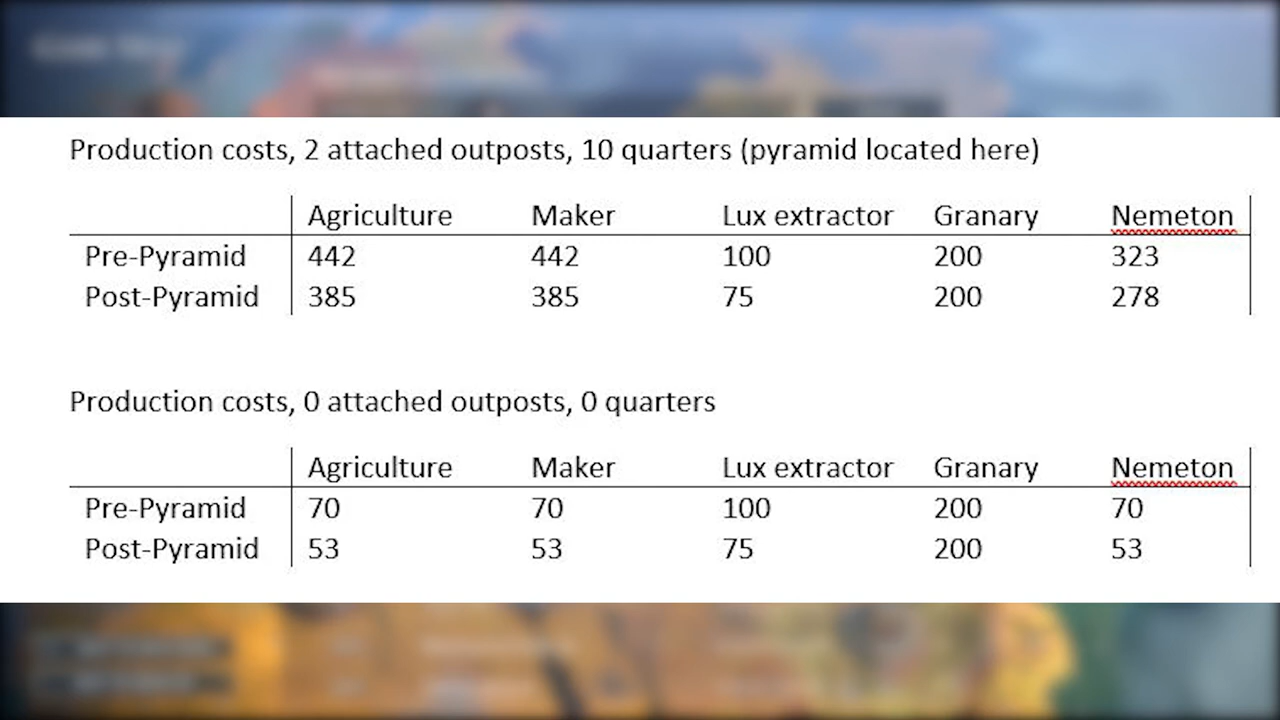 Production costs, 2 attached outposts, 10 quarters (pyramid located here)
Agriculture Maker Lux extractor Granary Nemeton
Pre-Pyramid 442 442 100 200 323
Post-Pyramid 385 385 75 200 278
Production costs, 0 attached outposts, 0 quarters
Agriculture Maker Lux extractor Granary Nemeton
Pre-Pyramid 70 70 100 200 70
Post-Pyramid 53 53 75 200 53